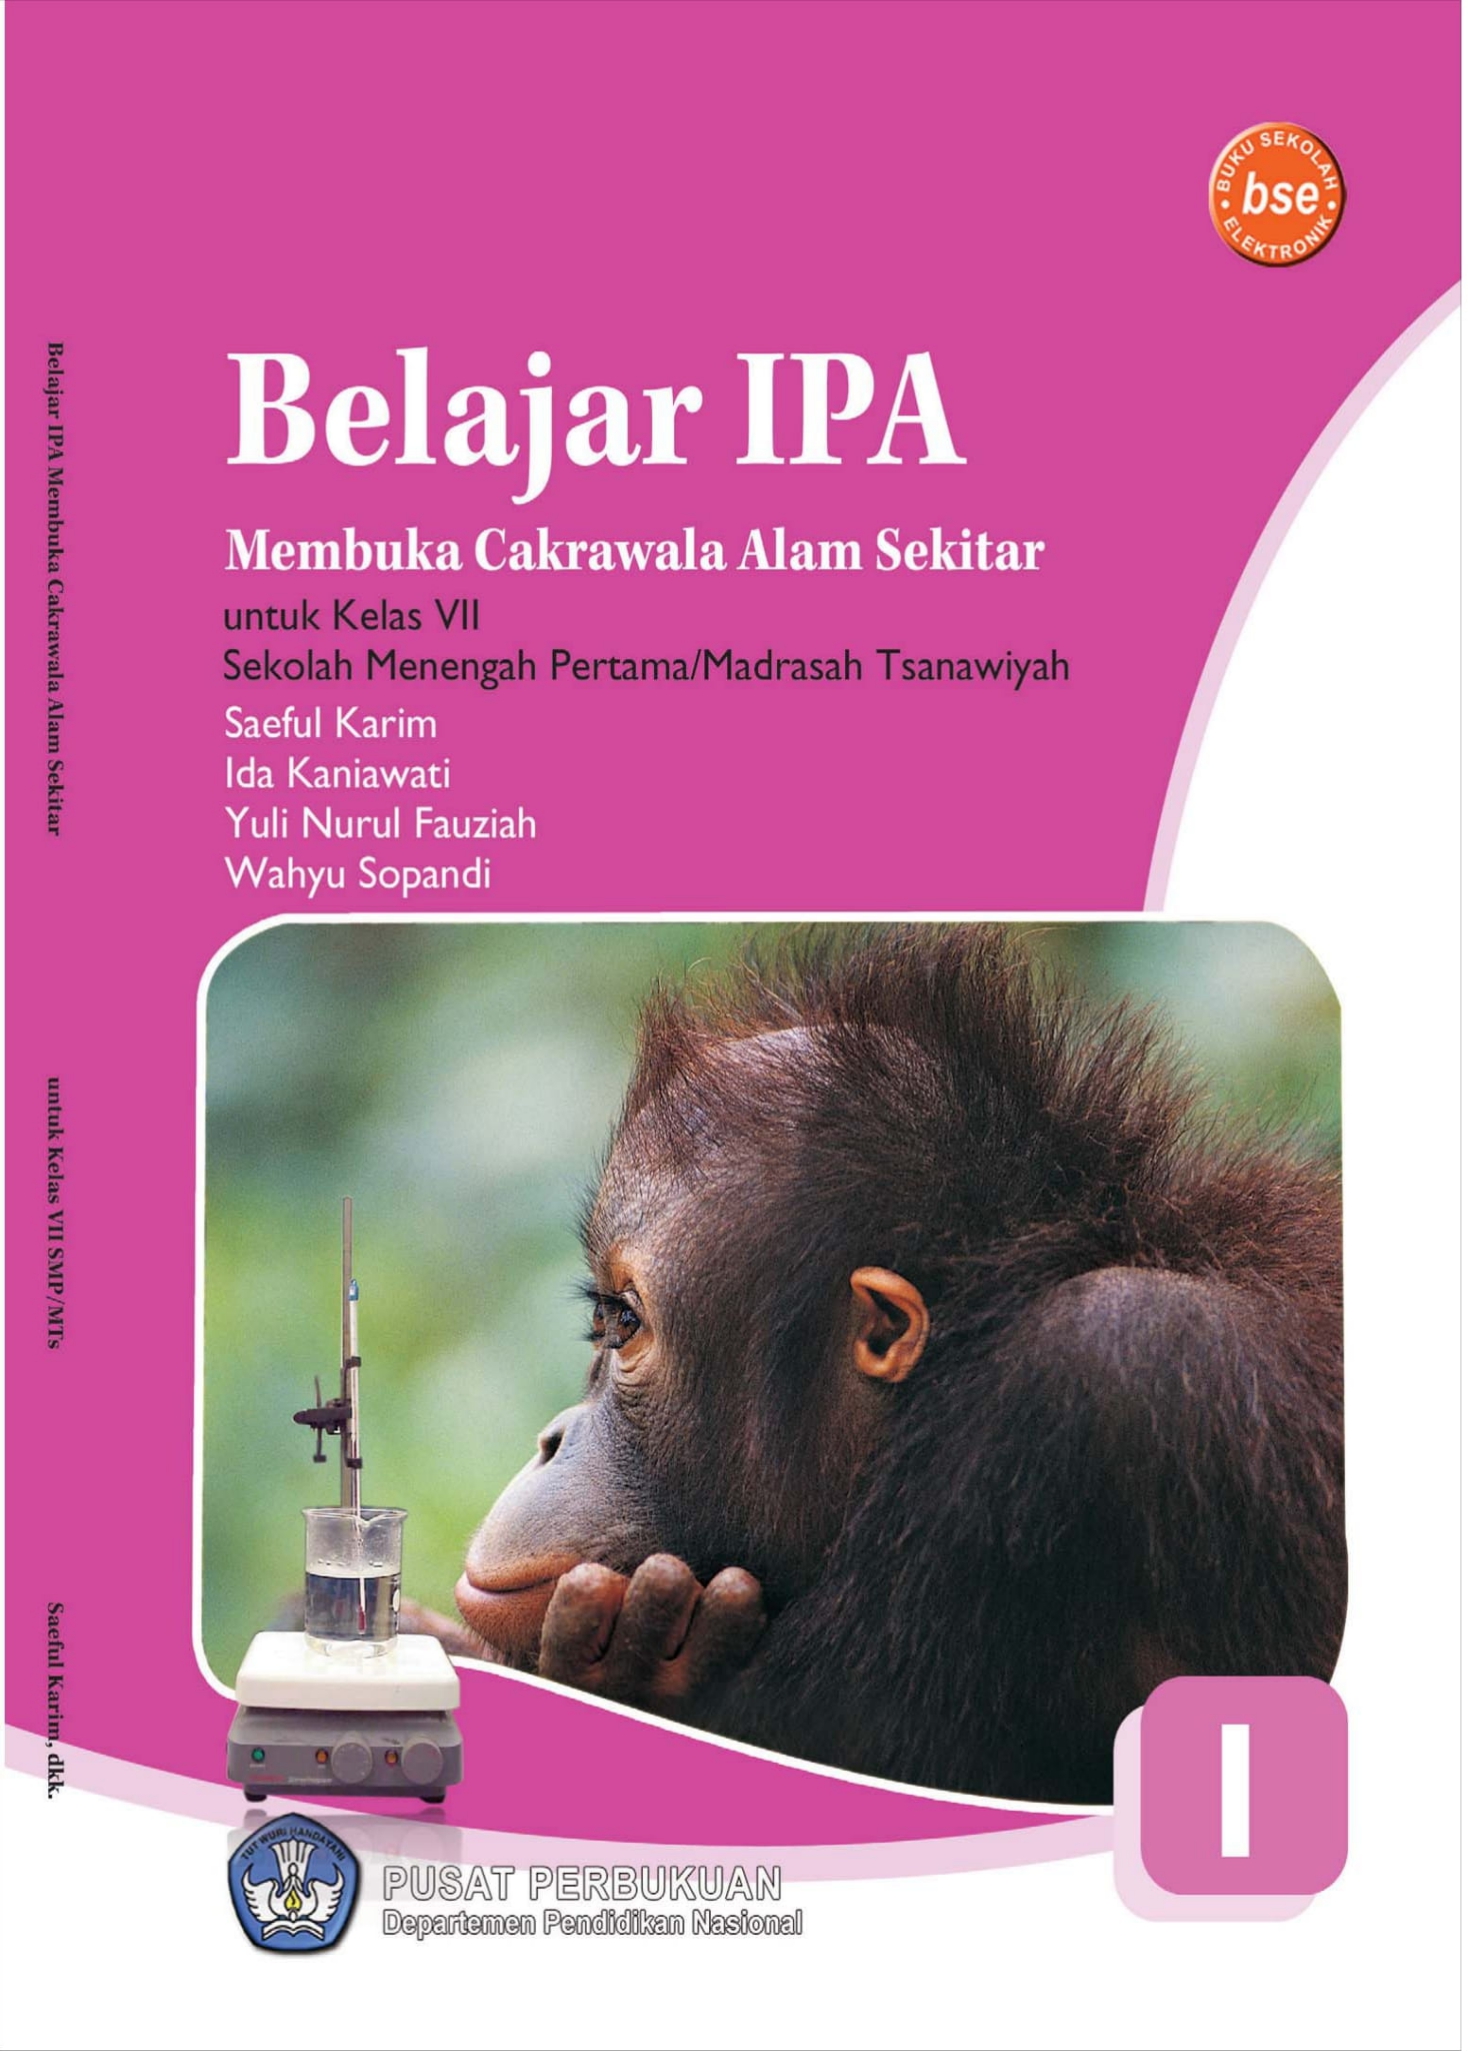 BUKU SEKOLAH
bse
ELEKTRONIK
Belajar IPA
Membuka Cakrawala Alam Sekitar
untuk Kelas VII
Sekolah Menengah Pertama/Madrasah Tsanawiyah
Saeful Karim
Ida Kaniawati
Yuli Nurul Fauziah
Wahyu Sopandi
Belajar IPA Membuka Cakrawala Alam Sekitar
untuk Kelas VII SMP/MTs
Saeful Karim, dkk.
1
TUT WURI HANDAYANI
PUSAT PERBUKUAN
Departemen Pendidikan Nasional